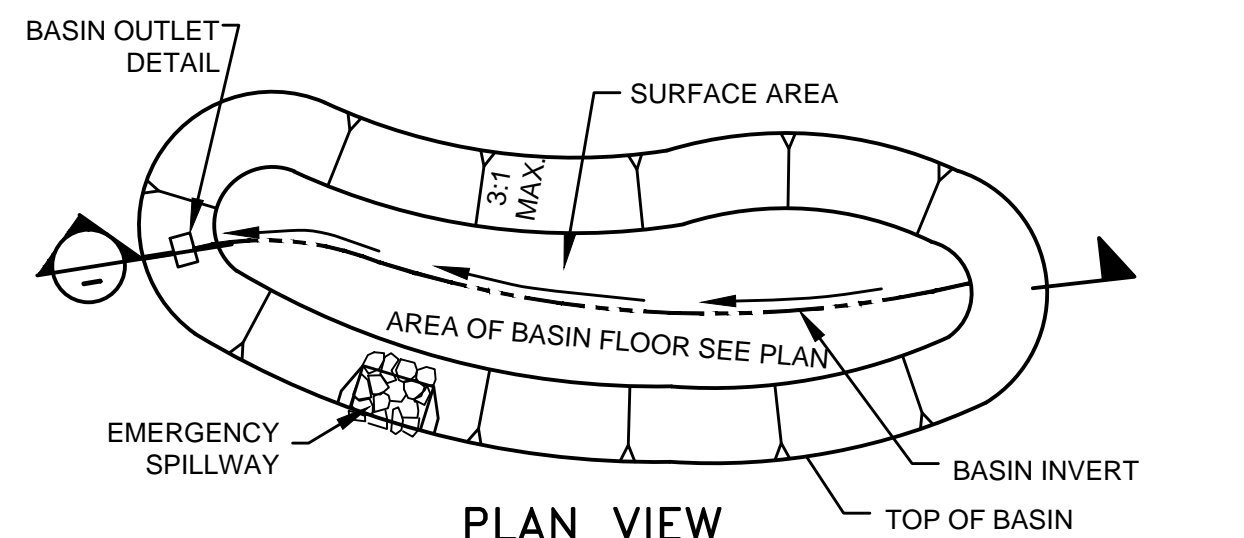 BASIN OUTLET
DETAIL
SURFACE AREA
3:1
MAX.
AREA OF BASIN FLOOR SEE PLAN
EMERGENCY
SPILLWAY
BASIN INVERT
TOP OF BASIN
PLAN VIEW